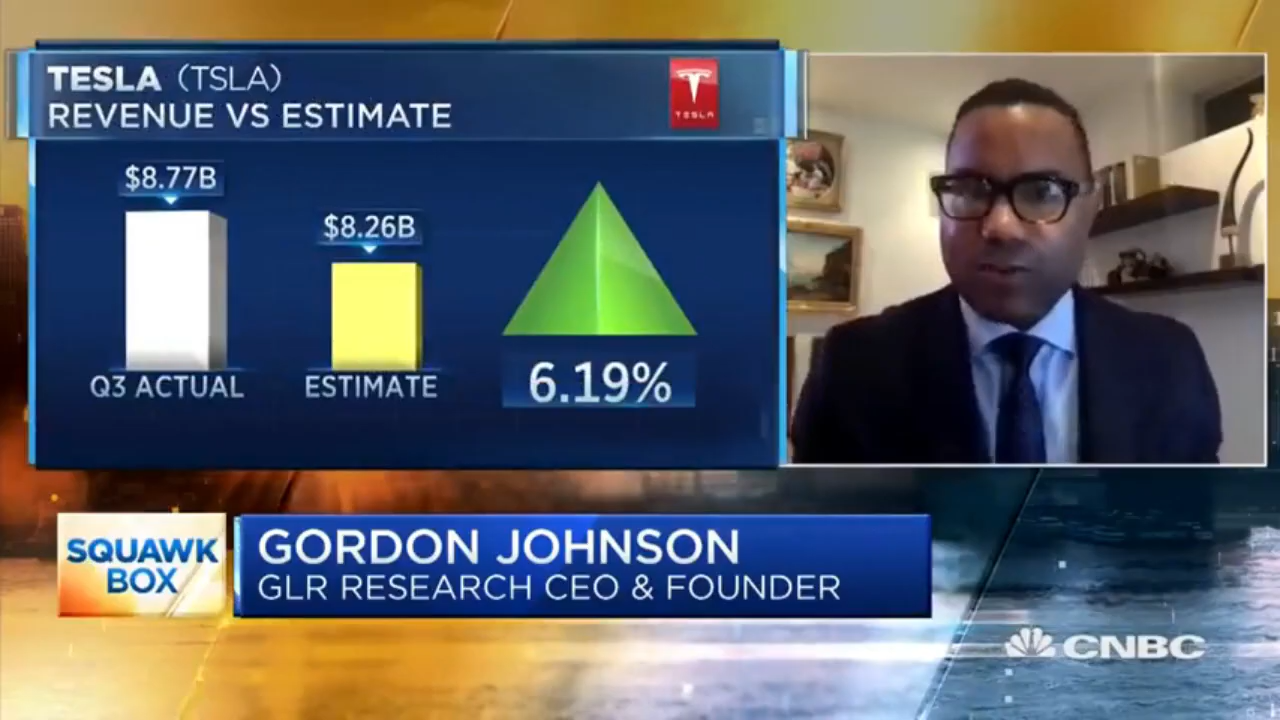 TESLA (TSLA)
REVENUE VS ESTIMATE
TESLA
$8.77B
$8.26B
Q3 ACTUAL
ESTIMATE
6.19%
SQUAWK
BOX
GORDON JOHNSON
GLR RESEARCH CEO & FOUNDER
CNBC